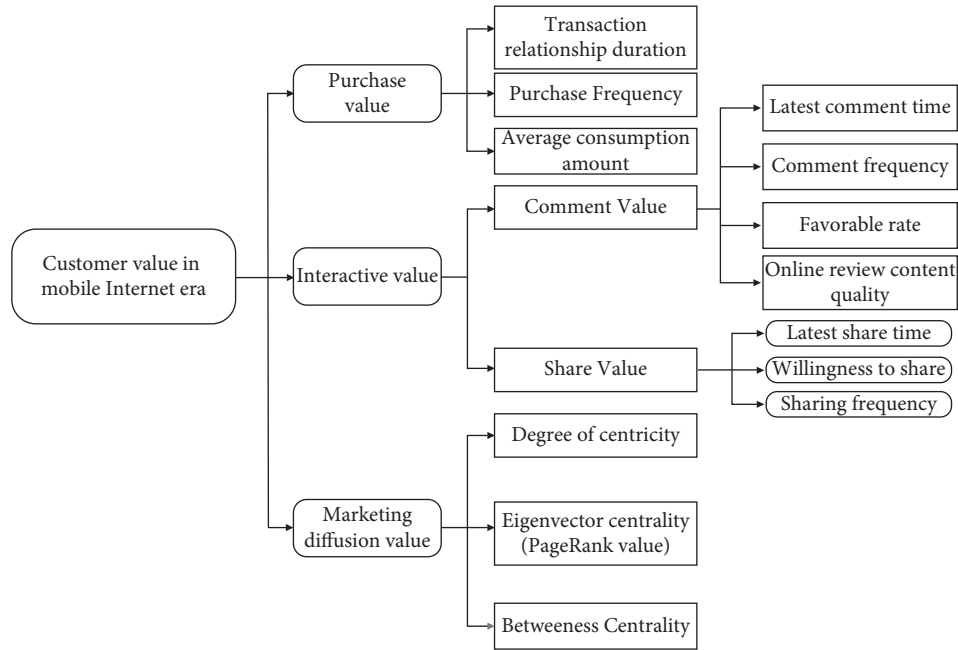 Customer value in
mobile Internet era
Purchase
value
Transaction
relationship duration
Purchase Frequency
Average consumption
amount
Interactive value
Comment Value
Latest comment time
Comment frequency
Favorable rate
Online review content
quality
Share Value
Latest share time
Willingness to share
Sharing frequency
Marketing
diffusion value
Degree of centricity
Eigenvector centrality
(PageRank value)
Betweeness Centrality